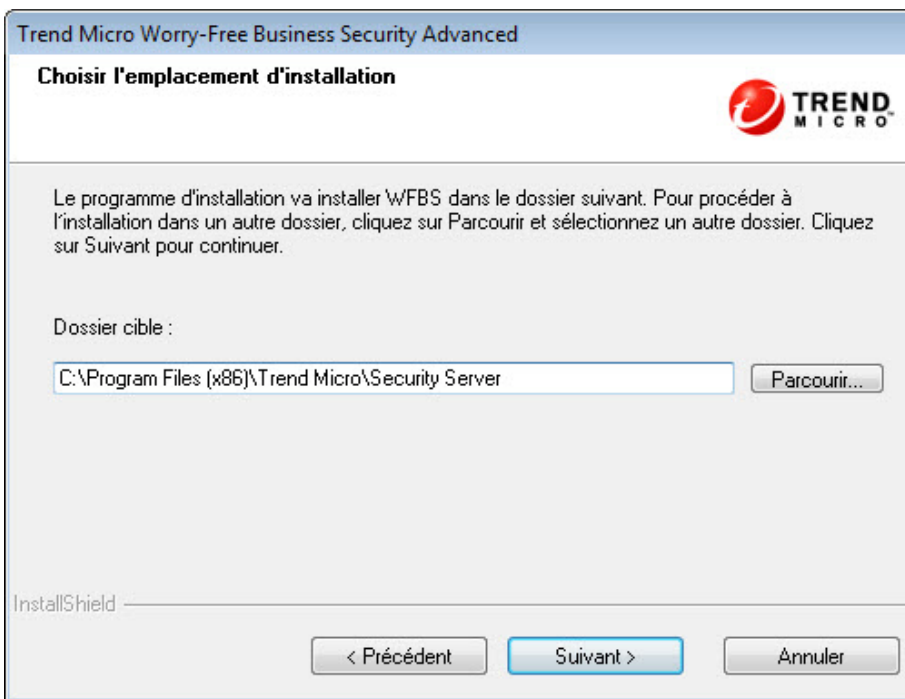 Trend Micro Worry-Free Business Security Advanced
Choisir l'emplacement d'installation
TREND
MICRO™
Le programme d'installation va installer WFBS dans le dossier suivant. Pour procéder à
l'installation dans un autre dossier, cliquez sur Parcourir et sélectionnez un autre dossier. Cliquez
sur Suivant pour continuer.
Dossier cible :
C:\Program Files (x86)\Trend Micro\Security Server
Parcourir...
InstallShield
< Précédent
Suivant >
Annuler